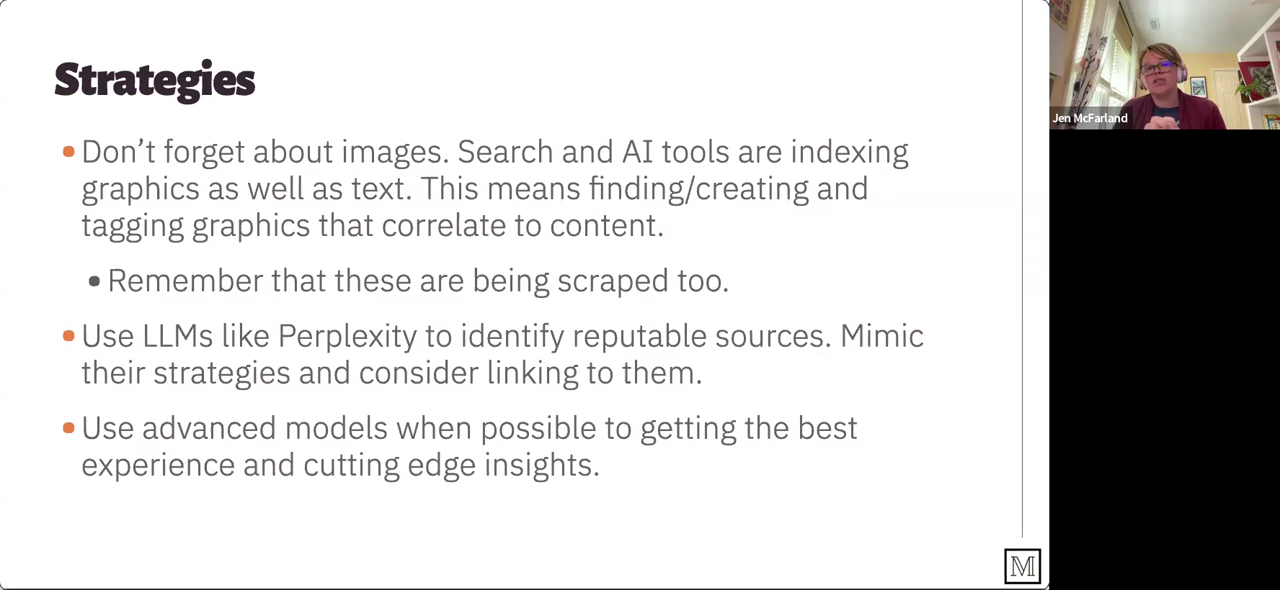 Strategies
Don’t forget about images. Search and AI tools are indexing
graphics as well as text. This means finding/creating and
tagging graphics that correlate to content.
Remember that these are being scraped too.
Use LLMs like Perplexity to identify reputable sources. Mimic
their strategies and consider linking to them.
Use advanced models when possible to getting the best
experience and cutting edge insights.
M
Jen McFarland